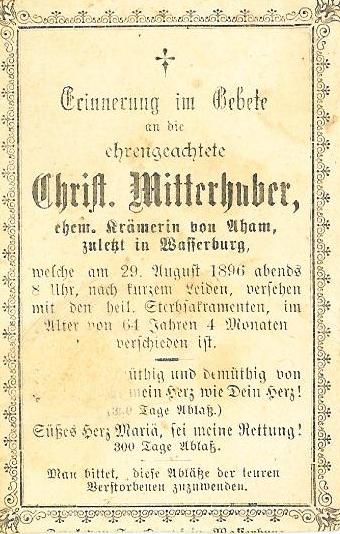 Erinnerung im Gebete
an die
ehrengeachtete
Christ. Mitterhuber,
ehem. Krämerin von Aham,
zuletzt in Wasserburg,
welche am 29. August 1896 abends
8 Uhr, nach kurzem Leiden, versehen
mit den heil. Sterbsakramenten, im
Alter von 64 Jahren 4 Monaten
verschieden ist.
und demüthig von
mein Herz wie Dein Herz!
Tage Ablaß.)
Süßes Herz Mariä, sei meine Rettung!
300 Tage Ablaß.
Man bittet, diese Abläße der teuren
Verstorbenen zuzuwenden.